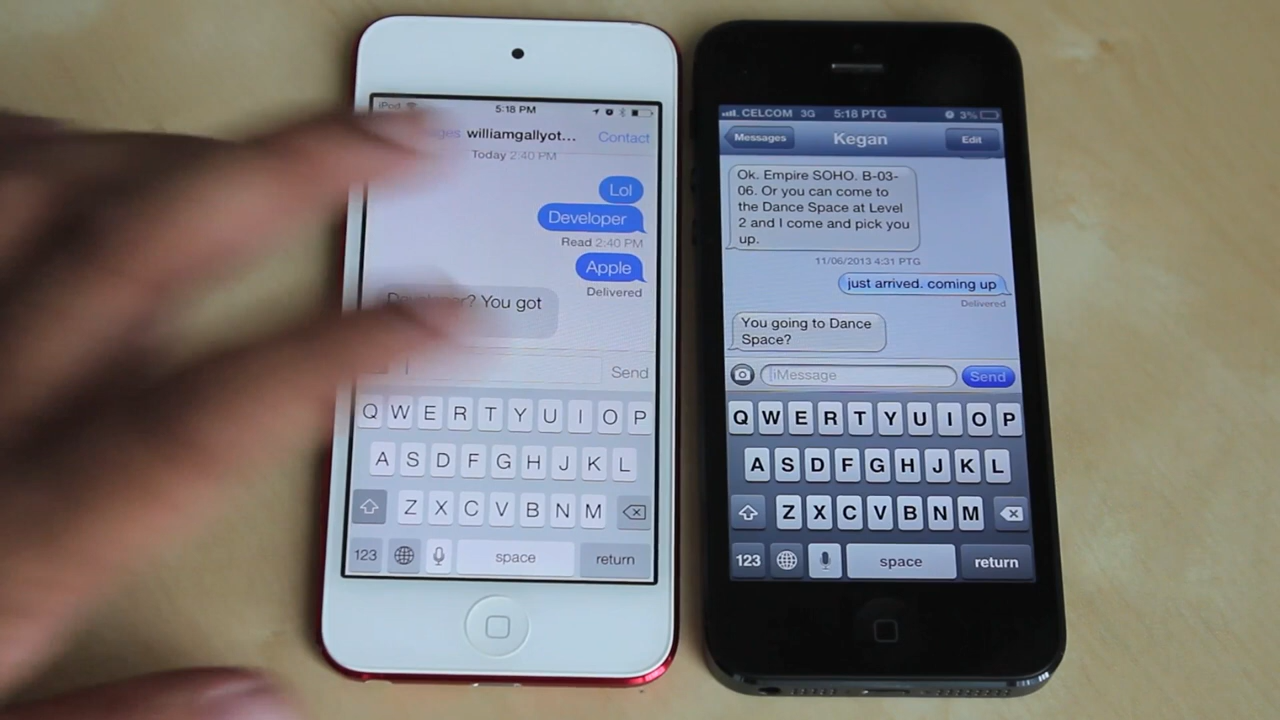 iPod
5:18 PM
williamgallyot...
Contact
Today 2:40 PM
Lol
Developer
Read 2:40 PM
Apple
Delivered
You got
Send
Q W E R T Y U I O P
A S D F G H J K L
Z X C V B N M
123
space
return
CELCOM 3G
5:18 PTG
3%
Messages
Kegan
Edit
Ok. Empire SOHO. B-03-
06. Or you can come to
the Dance Space at Level
2 and I come and pick you
up.
11/06/2013 4:31 PTG
just arrived. coming up
Delivered
You going to Dance
Space?
iMessage
Send
Q W E R T Y U I O P
A S D F G H J K L
Z X C V B N M
123
space
return